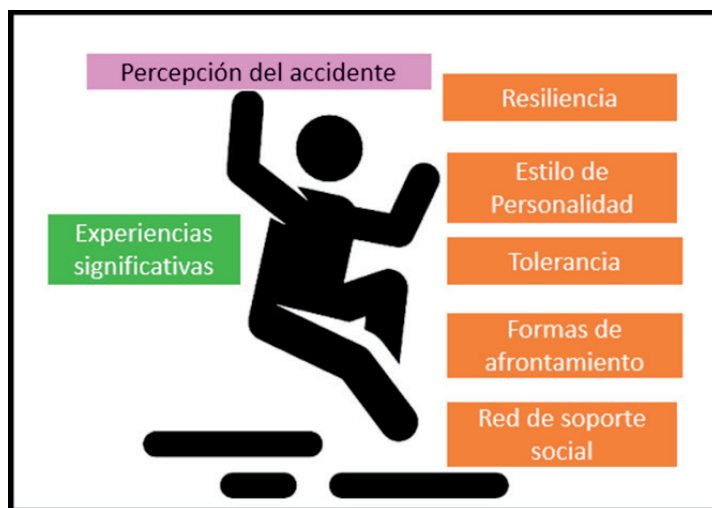 Percepción del accidente
Resiliencia
Estilo de
Personalidad
Experiencias
significativas
Tolerancia
Formas de
afrontamiento
Red de soporte
social